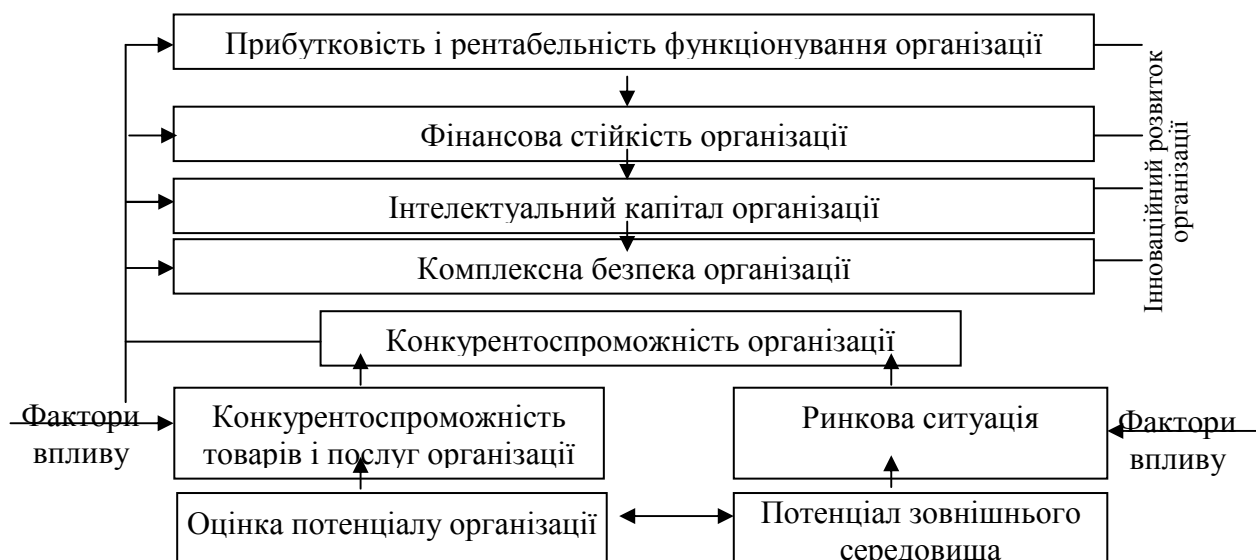 Прибутковість і рентабельність функціонування організації
Фінансова стійкість організації
Інтелектуальний капітал організації
Комплексна безпека організації
Інноваційний розвиток
організації
Конкурентоспроможність організації
Фактори
впливу
Конкурентоспроможність
товарів і послуг організації
Ринкова ситуація
Фактори
впливу
Оцінка потенціалу організації
Потенціал зовнішнього
середовища